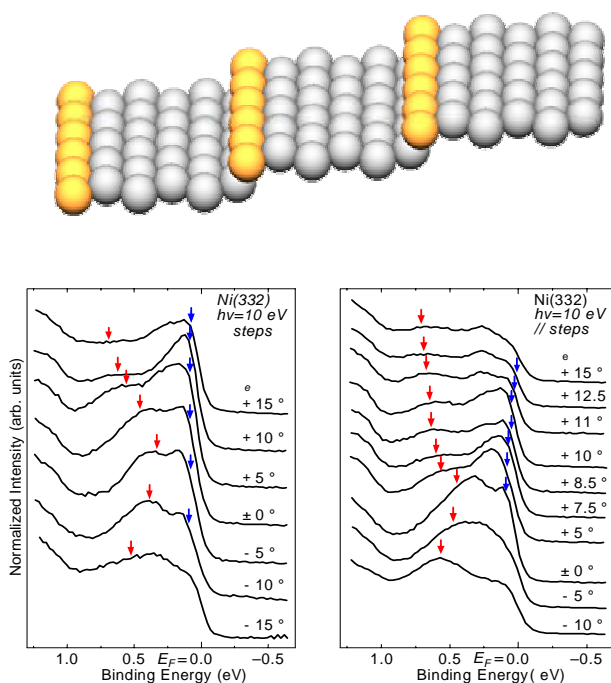 Ni(332)
hν=10 eV
steps
e
+ 15 °
+ 10 °
+ 5 °
± 0 °
- 5 °
- 10 °
- 15 °
Normalized Intensity (arb. units)
1.0 0.5 E_F=0.0 −0.5
Binding Energy (eV)
Ni(332)
hν=10 eV
// steps
e
+ 15 °
+ 12.5
+ 11 °
+ 10 °
+ 8.5 °
+ 7.5 °
+ 5 °
± 0 °
- 5 °
- 10 °
1.0 0.5 E_F=0.0 −0.5
Binding Energy( eV)